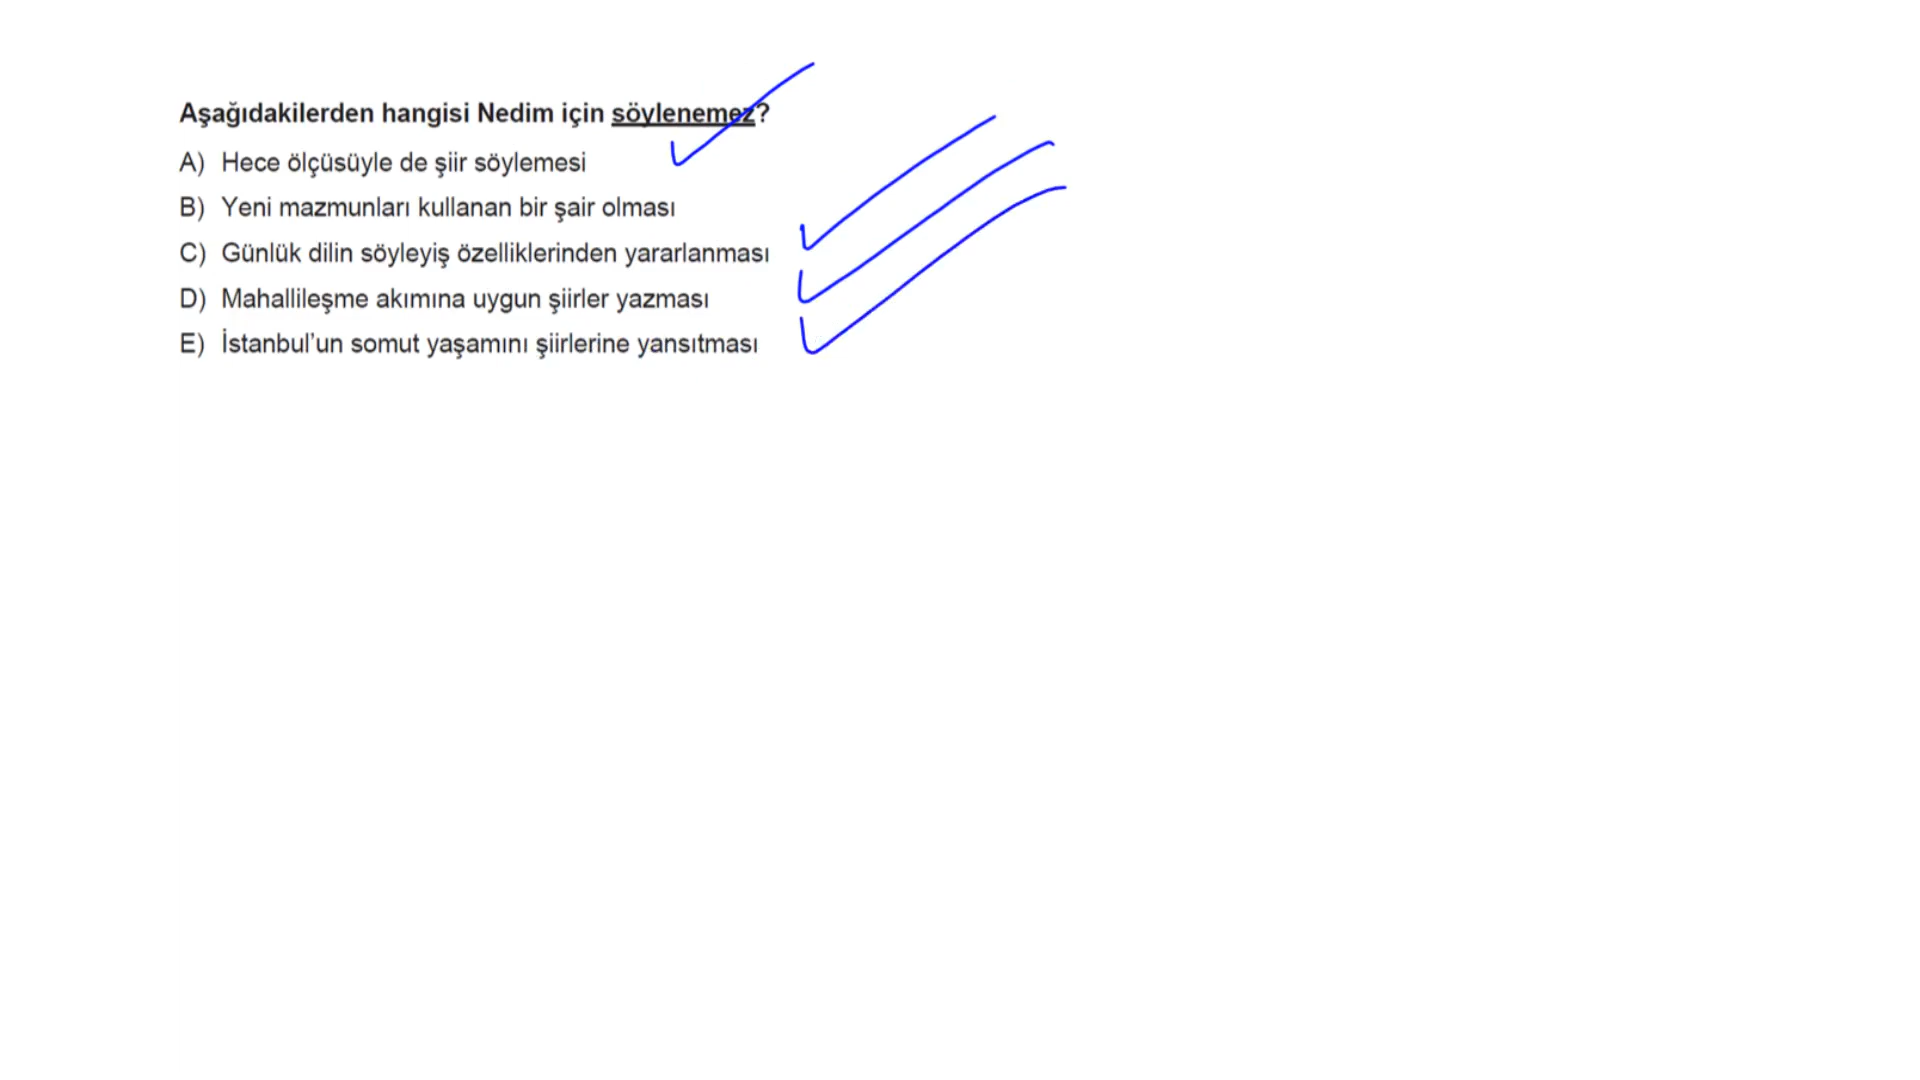 Aşağıdakilerden hangisi Nedim için söylenemez?
A) Hece ölçüsüyle de şiir söylemesi
B) Yeni mazmunları kullanan bir şair olması
C) Günlük dilin söyleyiş özelliklerinden yararlanması
D) Mahallileşme akımına uygun şiirler yazması
E) İstanbul’un somut yaşamını şiirlerine yansıtması